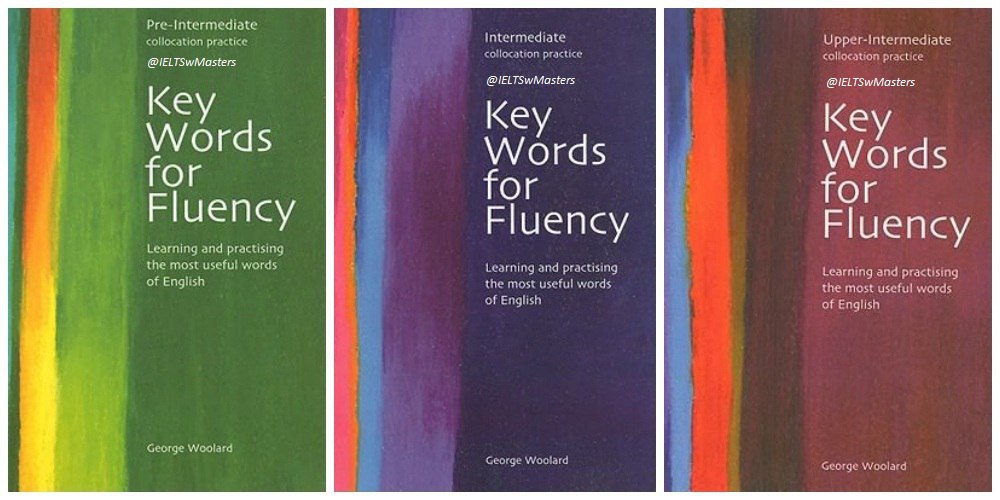 Pre-Intermediate
collocation practice
@IELTSwMasters
Key
Words
for
Fluency
Learning and practising
the most useful words
of English
George Woolard
Intermediate
collocation practice
@IELTSwMasters
Key
Words
for
Fluency
Learning and practising
the most useful words
of English
George Woolard
Upper-Intermediate
collocation practice
@IELTSwMasters
Key
Words
for
Fluency
Learning and practising
the most useful words
of English
George Woolard